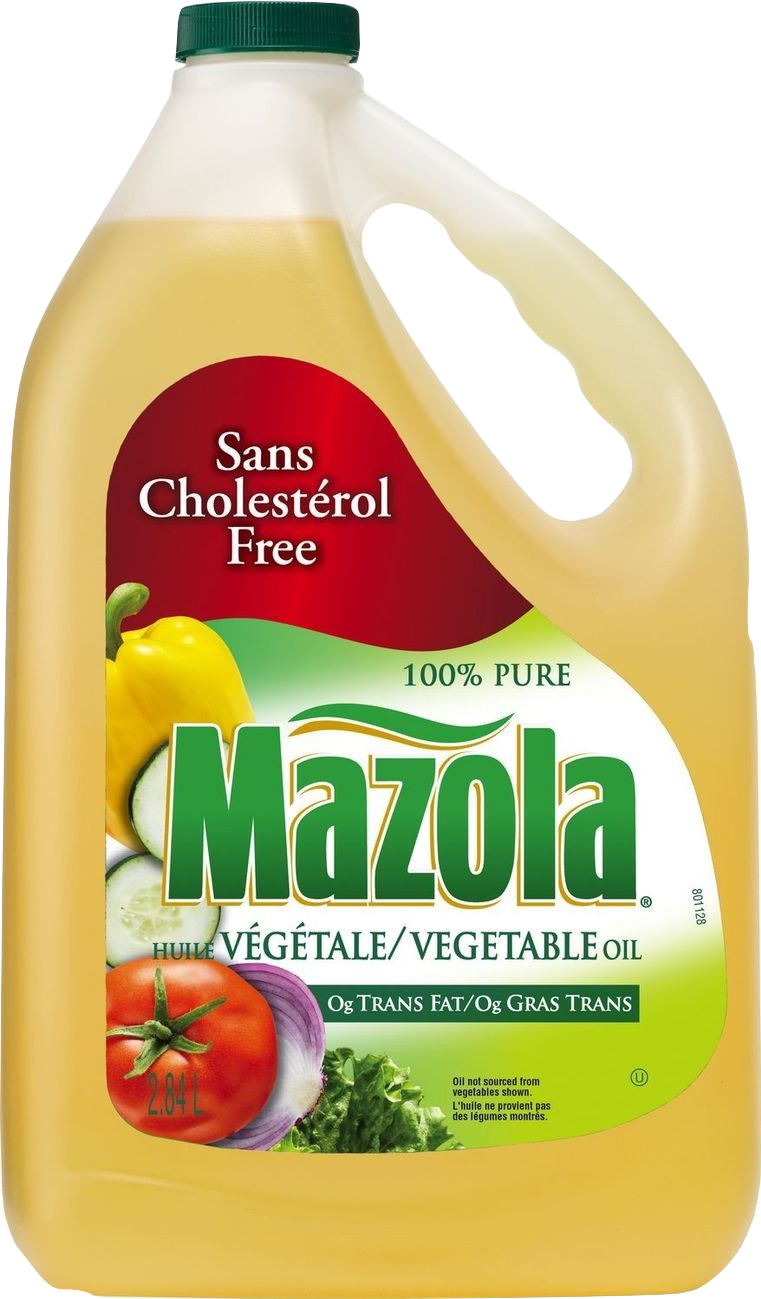 Sans
Cholestérol
Free
100% PURE
Mazola®
HUILE VÉGÉTALE/VEGETABLE OIL
0g TRANS FAT/0g GRAS TRANS
801128
2.84 L
Oil not sourced from
vegetables shown.
L'huile ne provient pas
des légumes montrés.
U